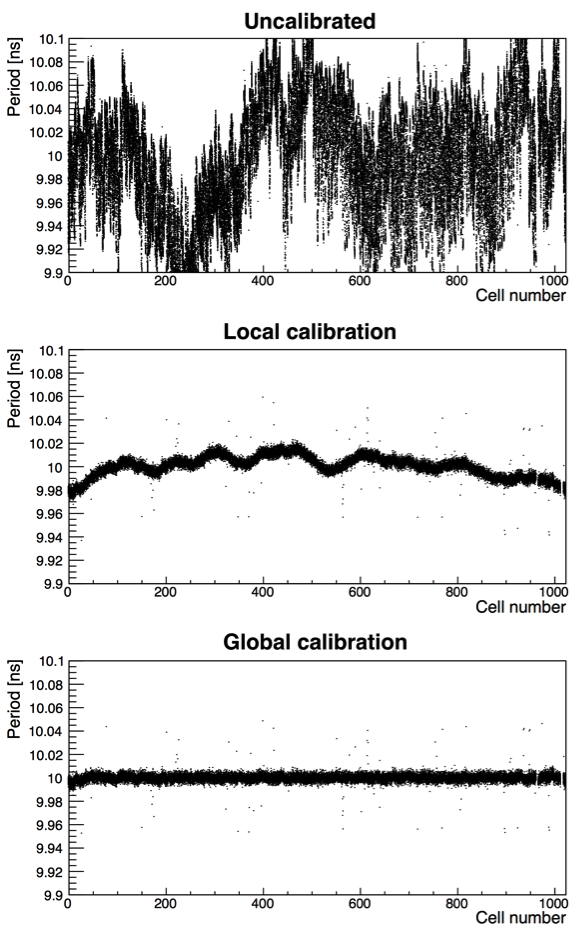 Uncalibrated
Period [ns]
10.1
10.08
10.06
10.04
10.02
10
9.98
9.96
9.94
9.92
9.9
0 200 400 600 800 1000
Cell number
Local calibration
Period [ns]
10.1
10.08
10.06
10.04
10.02
10
9.98
9.96
9.94
9.92
9.9
0 200 400 600 800 1000
Cell number
Global calibration
Period [ns]
10.1
10.08
10.06
10.04
10.02
10
9.98
9.96
9.94
9.92
9.9
0 200 400 600 800 1000
Cell number